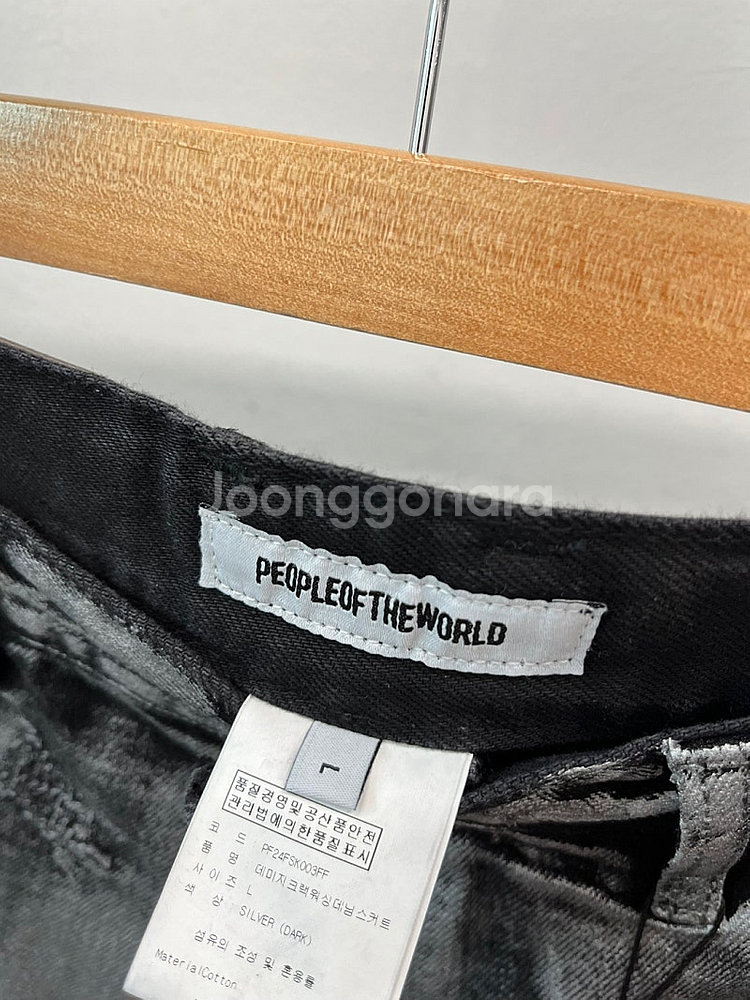 Joonggonara
PEOPLEOFTHEWORLD
L
품질경영및공산품안전
관리법에의한품질표시
코 드 PF24FSK003FF
품 명 데미지크랙워싱데님스커트
사 이 즈 L
색 상 SILVER (DARK)
섬유의 조성 및 혼용률
MaterialCotton